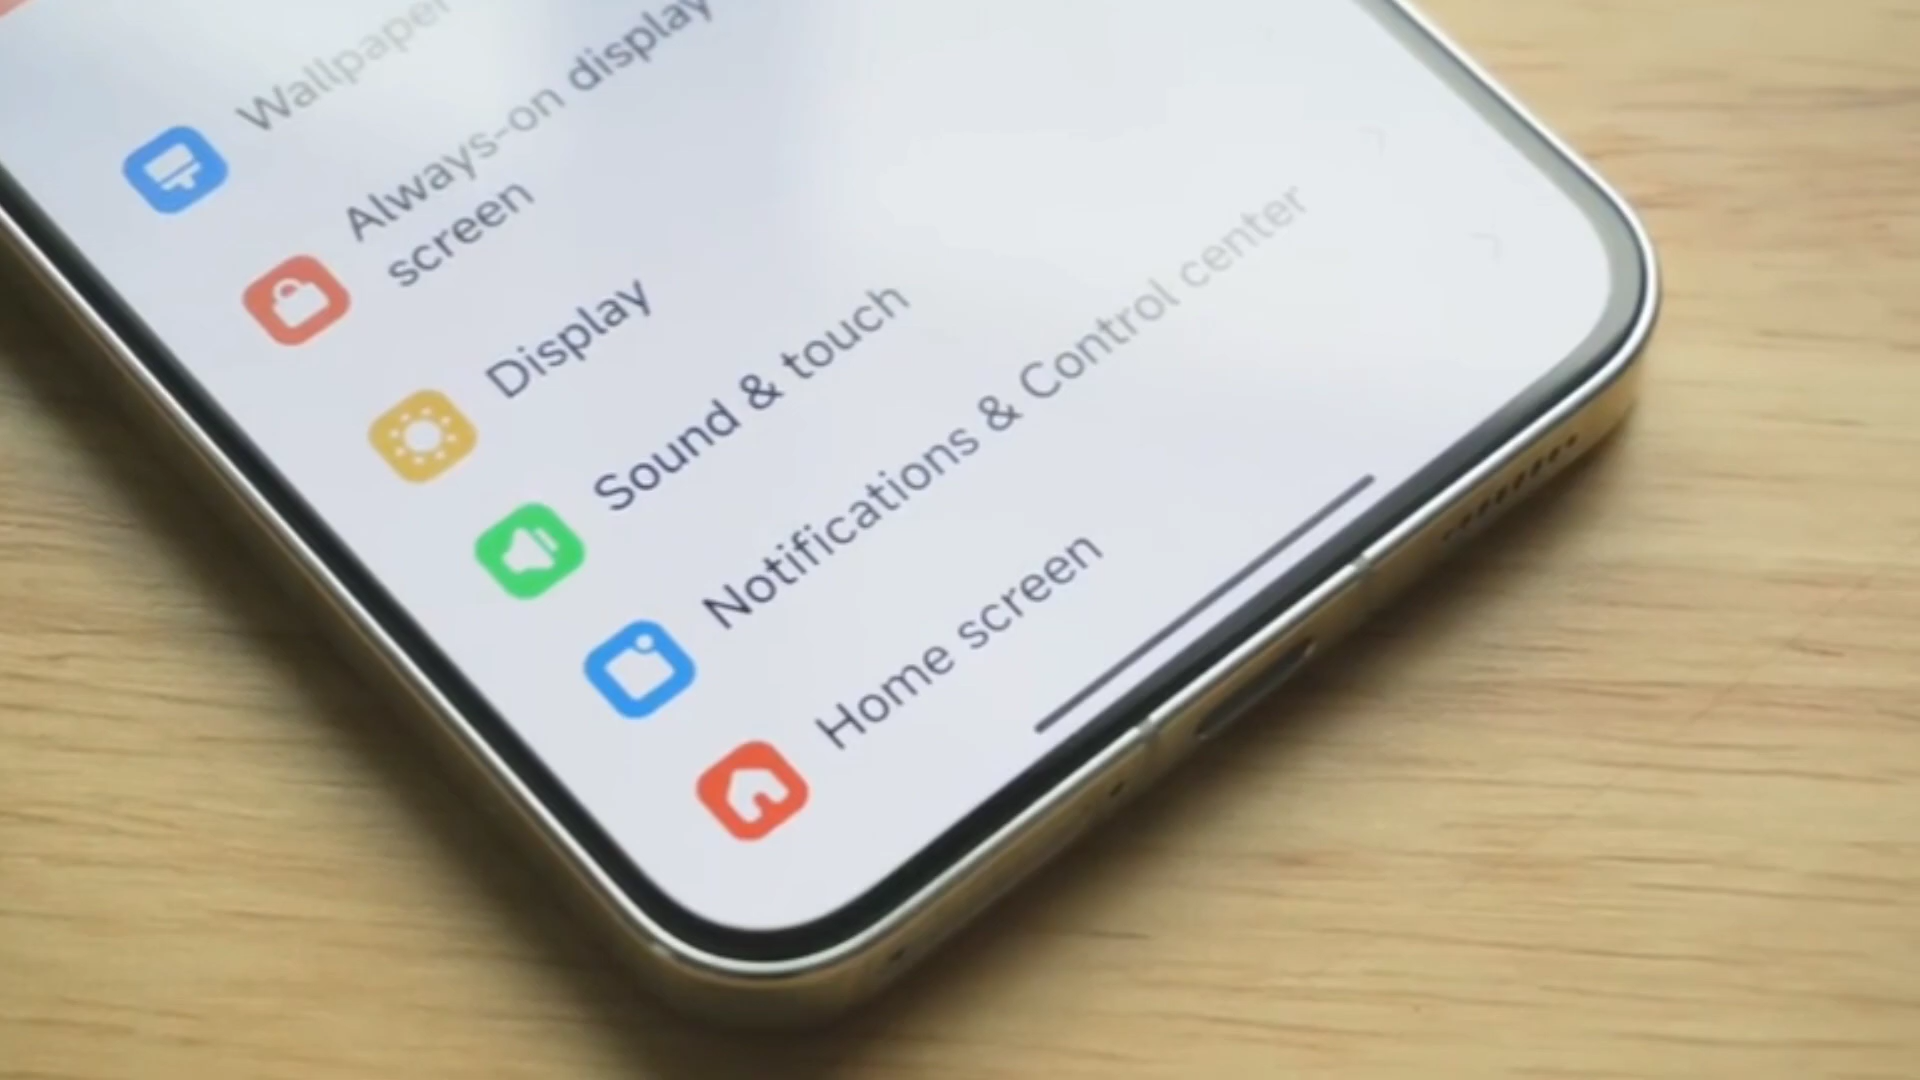 Wallpaper
Always-on display
screen
Display
Sound & touch
Notifications & Control center
Home screen